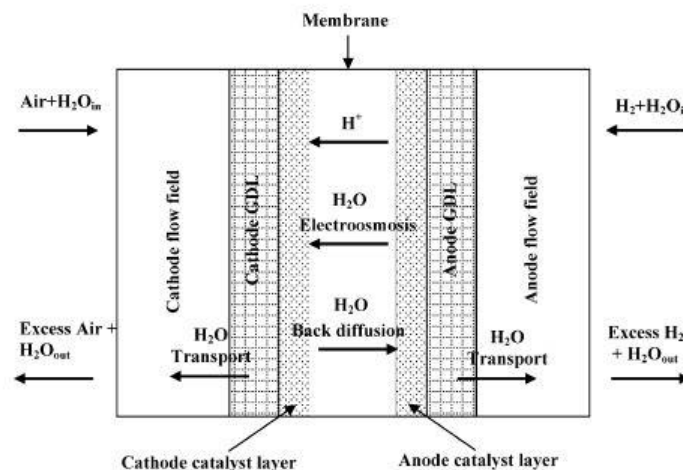 Membrane
Air+H₂Oᵢₙ
H₂+H₂Oᵢ
H⁺
H₂O
Electroosmosis
H₂O
Back diffusion
Cathode flow field
Cathode GDL
Anode GDL
Anode flow field
Excess Air +
H₂Oₒᵤₜ
H₂O
Transport
H₂O
Transport
Excess H₂
+ H₂Oₒᵤₜ
Cathode catalyst layer
Anode catalyst layer